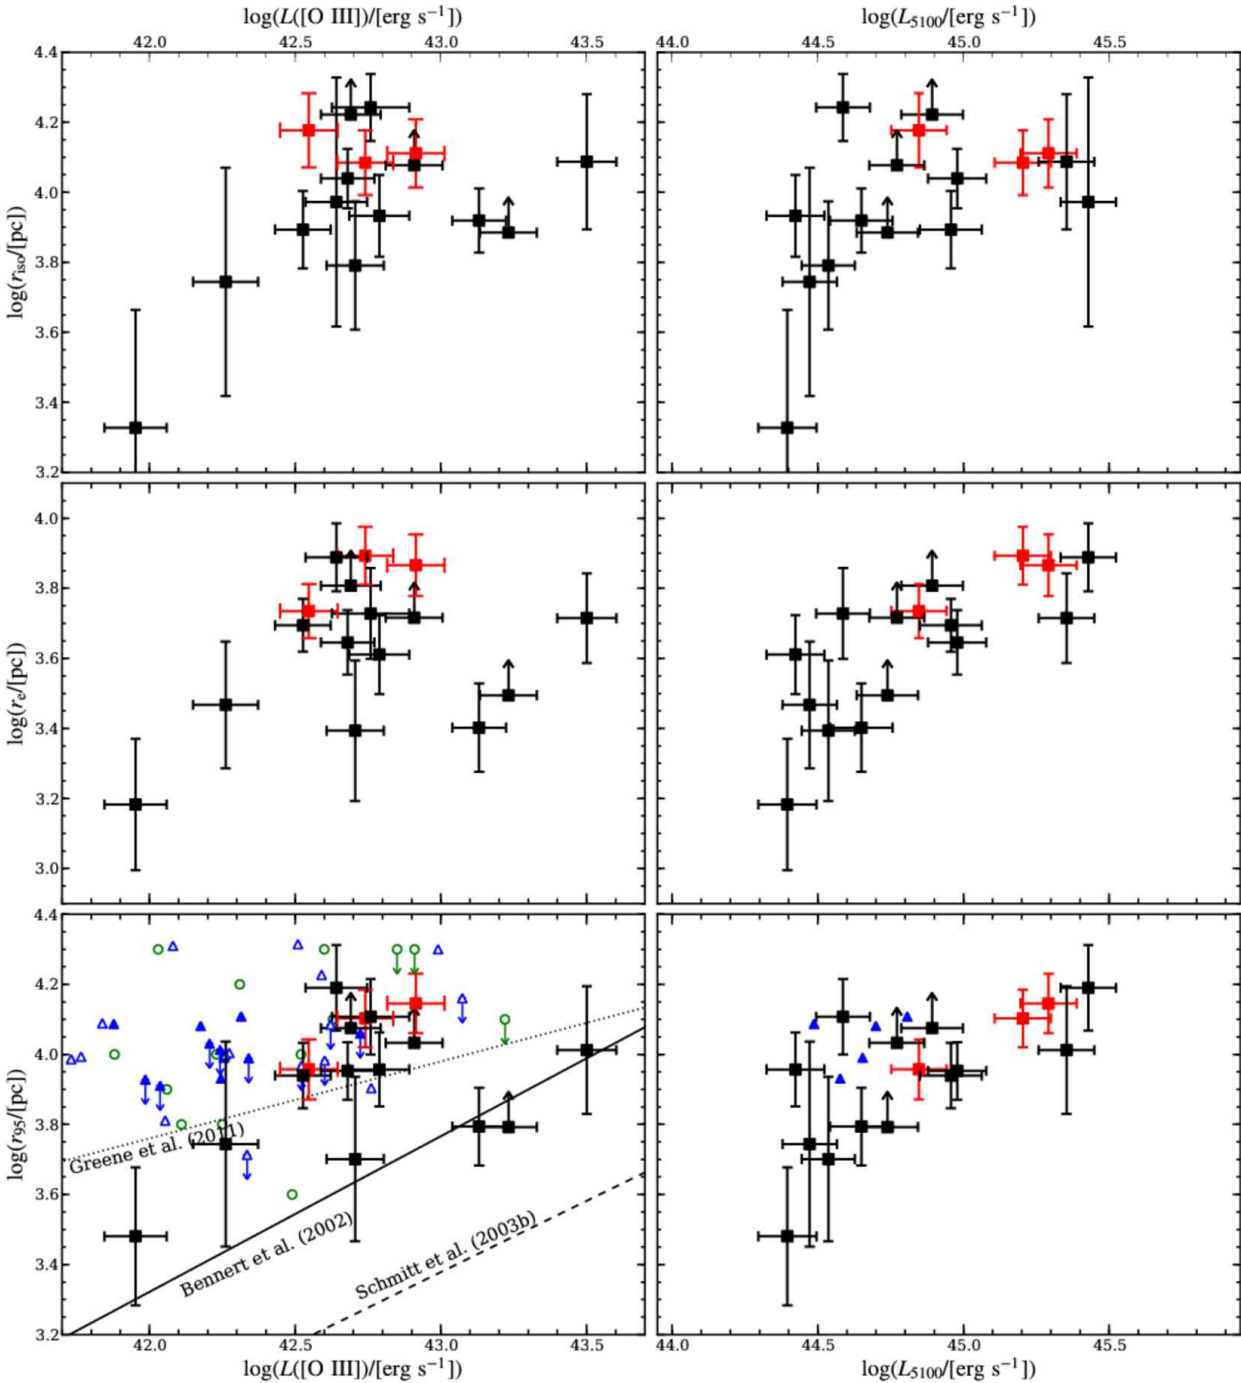 log(L([O III])/[erg s⁻¹]) log(L₅₁₀₀/[erg s⁻¹])
42.0 42.5 43.0 43.5 44.0 44.5 45.0 45.5
4.4
4.2
4.0
3.8
3.6
3.4
3.2
log(r_iso/[pc])
4.0
3.8
3.6
3.4
3.2
3.0
log(r_e/[pc])
4.4
4.2
4.0
3.8
3.6
3.4
3.2
log(r₉₅/[pc])
Greene et al. (2011)
Bennert et al. (2002)
Schmitt et al. (2003b)
42.0 42.5 43.0 43.5 44.0 44.5 45.0 45.5
log(L([O III])/[erg s⁻¹]) log(L₅₁₀₀/[erg s⁻¹])